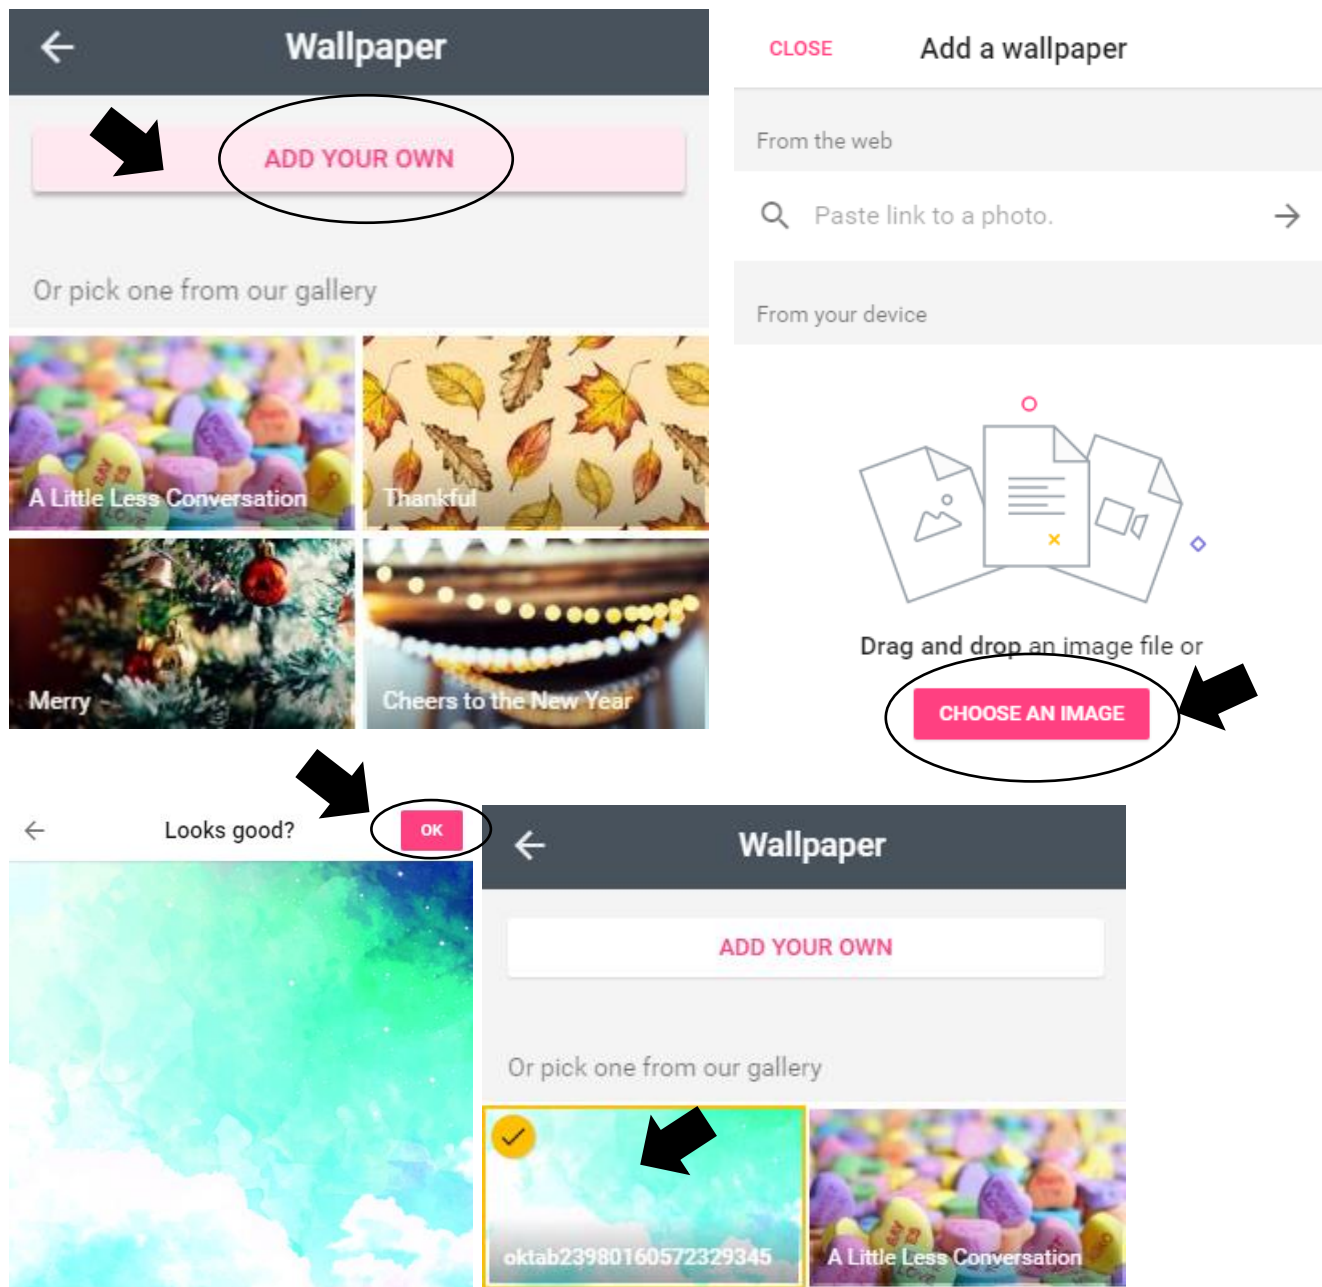 Wallpaper
ADD YOUR OWN
Or pick one from our gallery
A Little Less Conversation
Thankful
Merry
Cheers to the New Year
CLOSE
Add a wallpaper
From the web
Paste link to a photo.
From your device
Drag and drop an image file or
CHOOSE AN IMAGE
Looks good?
OK
Wallpaper
ADD YOUR OWN
Or pick one from our gallery
oktab23980160572329345
A Little Less Conversation